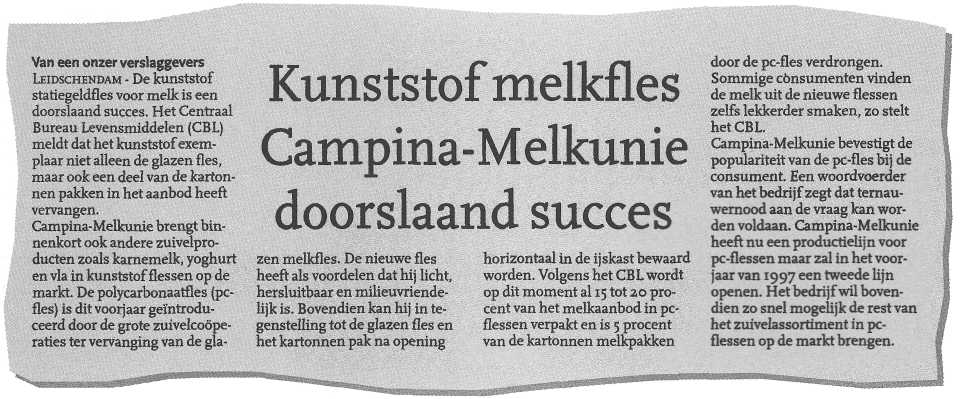 Van een onzer verslaggevers
LEIDSCHENDAM - De kunststof
statiegeldfles voor melk is een
doorslaand succes. Het Centraal
Bureau Levensmiddelen (CBL)
meldt dat het kunststof exem-
plaar niet alleen de glazen fles,
maar ook een deel van de karton-
nen pakken in het aanbod heeft
vervangen.
Campina-Melkunie brengt bin-
nenkort ook andere zuivelpro-
ducten zoals karnemelk, yoghurt
en vla in kunststof flessen op de
markt. De polycarbonaatfles (pc-
fles) is dit voorjaar geïntrodu-
ceerd door de grote zuivelcoöpe-
raties ter vervanging van de gla-
Kunststof melkfles
Campina-Melkunie
doorslaand succes
zen melkfles. De nieuwe fles
heeft als voordelen dat hij licht,
hersluitbaar en milieuvriende-
lijk is. Bovendien kan hij in te-
genstelling tot de glazen fles en
het kartonnen pak na opening
horizontaal in de ijskast bewaard
worden. Volgens het CBL wordt
op dit moment al 15 tot 20 pro-
cent van het melkaanbod in pc-
flessen verpakt en is 5 procent
van de kartonnen melkpakken
door de pc-fles verdrongen.
Sommige consumenten vinden
de melk uit de nieuwe flessen
zelfs lekkerder smaken, zo stelt
het CBL.
Campina-Melkunie bevestigt de
populariteit van de pc-fles bij de
consument. Een woordvoerder
van het bedrijf zegt dat ternau-
wernood aan de vraag kan wor-
den voldaan. Campina-Melkunie
heeft nu een productielijn voor
pc-flessen maar zal in het voor-
jaar van 1997 een tweede lijn
openen. Het bedrijf wil boven-
dien zo snel mogelijk de rest van
het zuivelassortiment in pc-
flessen op de markt brengen.